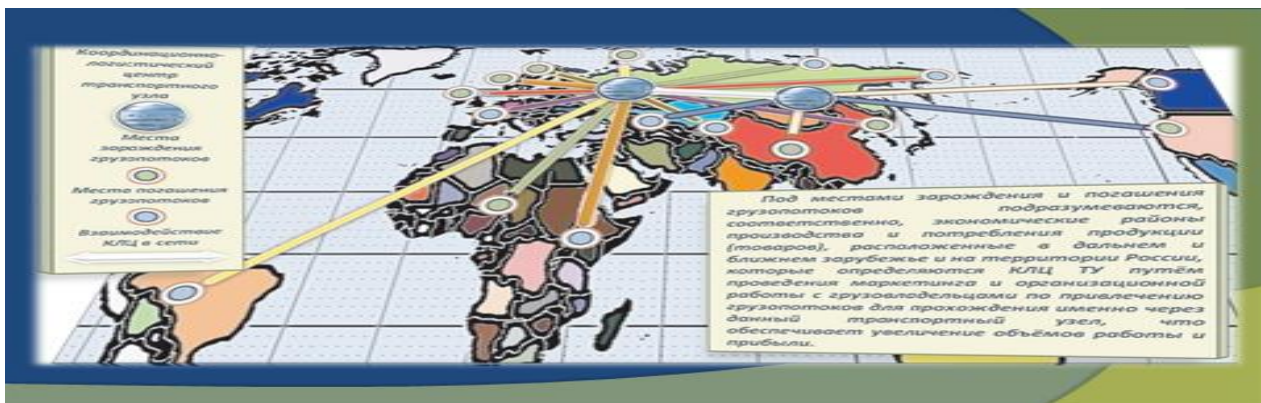 Координационно-
логистический
центр
транспортного
узла
Места
зарождения
грузопотоков
Место погашения
грузопотоков
Взаимодействие
КЛЦ в сети
Под местами зарождения и погашения
грузопотоков подразумеваются,
соответственно, экономические районы
производства и потребления продукции
(товаров), расположенные в дальнем и
ближнем зарубежье и на территории России,
которые определяются КЛЦ ТУ путём
проведения маркетинга и организационной
работы с грузовлодельцами по привлечению
грузопотоков для прохождения именно через
данный транспортный узел, что
обеспечивает увеличение объёмов работы и
прибыли.